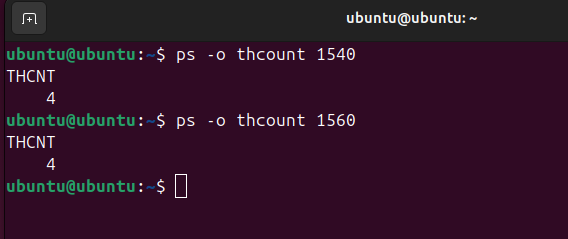 ubuntu@ubuntu: ~
ubuntu@ubuntu:~$ ps -o thcount 1540
THCNT
    4
ubuntu@ubuntu:~$ ps -o thcount 1560
THCNT
    4
ubuntu@ubuntu:~$